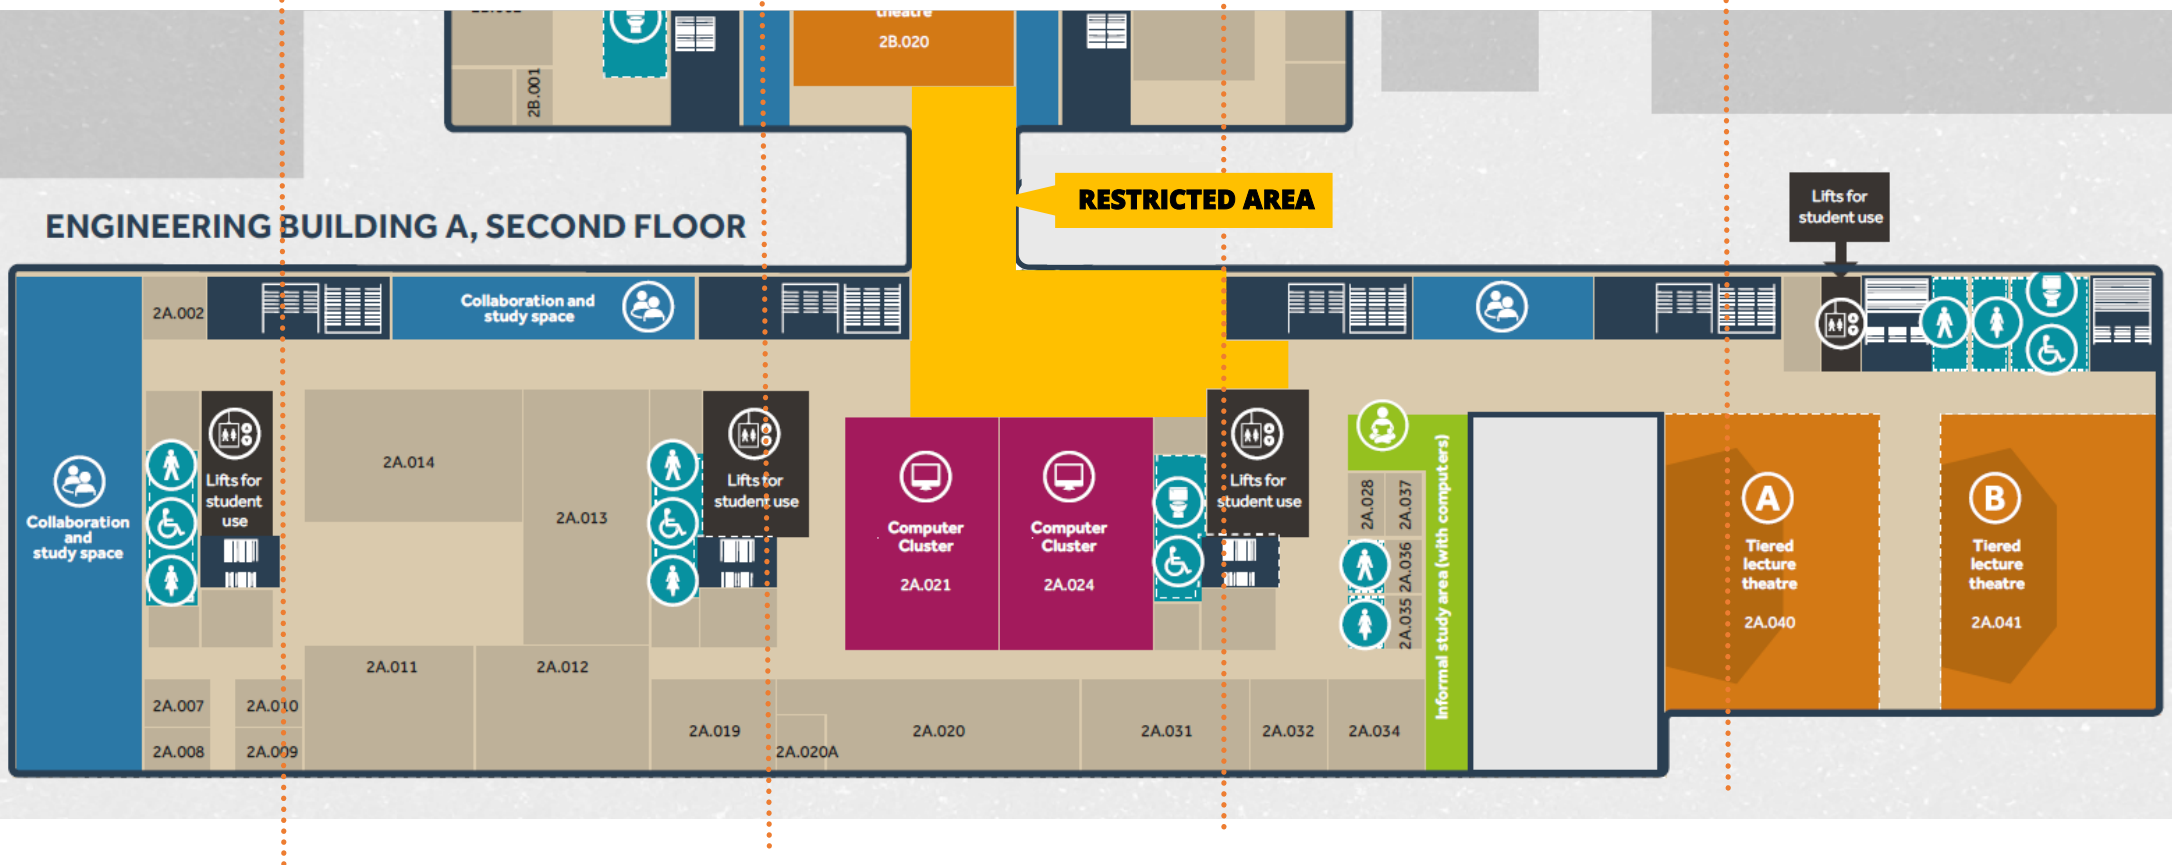 theatre
2B.020
2B.001
RESTRICTED AREA
Lifts for
student use
ENGINEERING BUILDING A, SECOND FLOOR
2A.002
Collaboration and
study space
Collaboration
and
study space
Lifts for
student
use
2A.014
2A.013
Lifts for
student use
Computer
Cluster
2A.021
Computer
Cluster
2A.024
Lifts for
student use
2A.028
2A.037
2A.036
2A.035
Informal study area (with computers)
A
Tiered
lecture
theatre
2A.040
B
Tiered
lecture
theatre
2A.041
2A.011
2A.012
2A.007
2A.010
2A.008
2A.009
2A.019
2A.020A
2A.020
2A.031
2A.032
2A.034